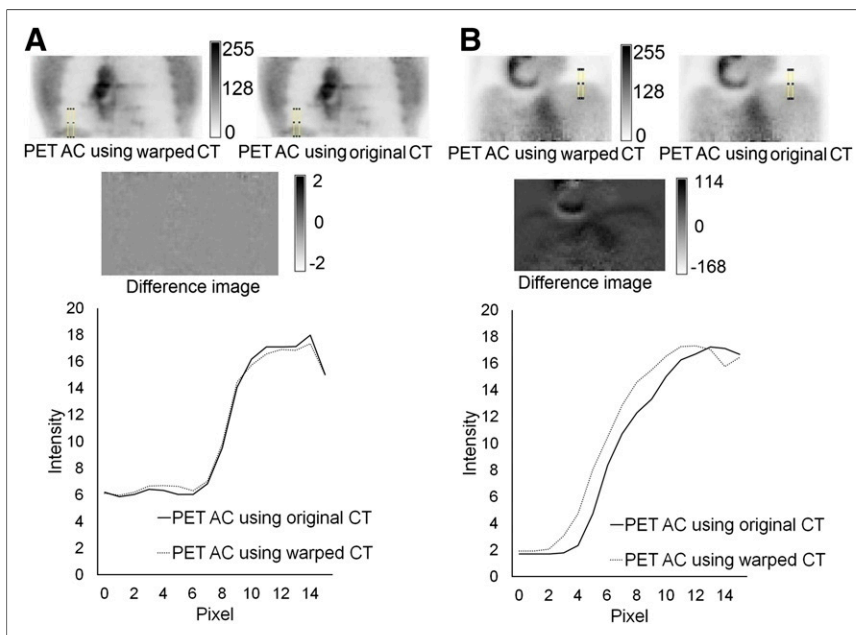 A
255
128
0
PET AC using warped CT
PET AC using original CT
2
0
-2
Difference image
20
18
16
14
12
10
8
6
4
2
0
Intensity
PET AC using original CT
PET AC using warped CT
0 2 4 6 8 10 12 14
Pixel
B
255
128
0
PET AC using warped CT
PET AC using original CT
114
0
-168
Difference image
20
18
16
14
12
10
8
6
4
2
0
Intensity
PET AC using original CT
PET AC using warped CT
0 2 4 6 8 10 12 14
Pixel